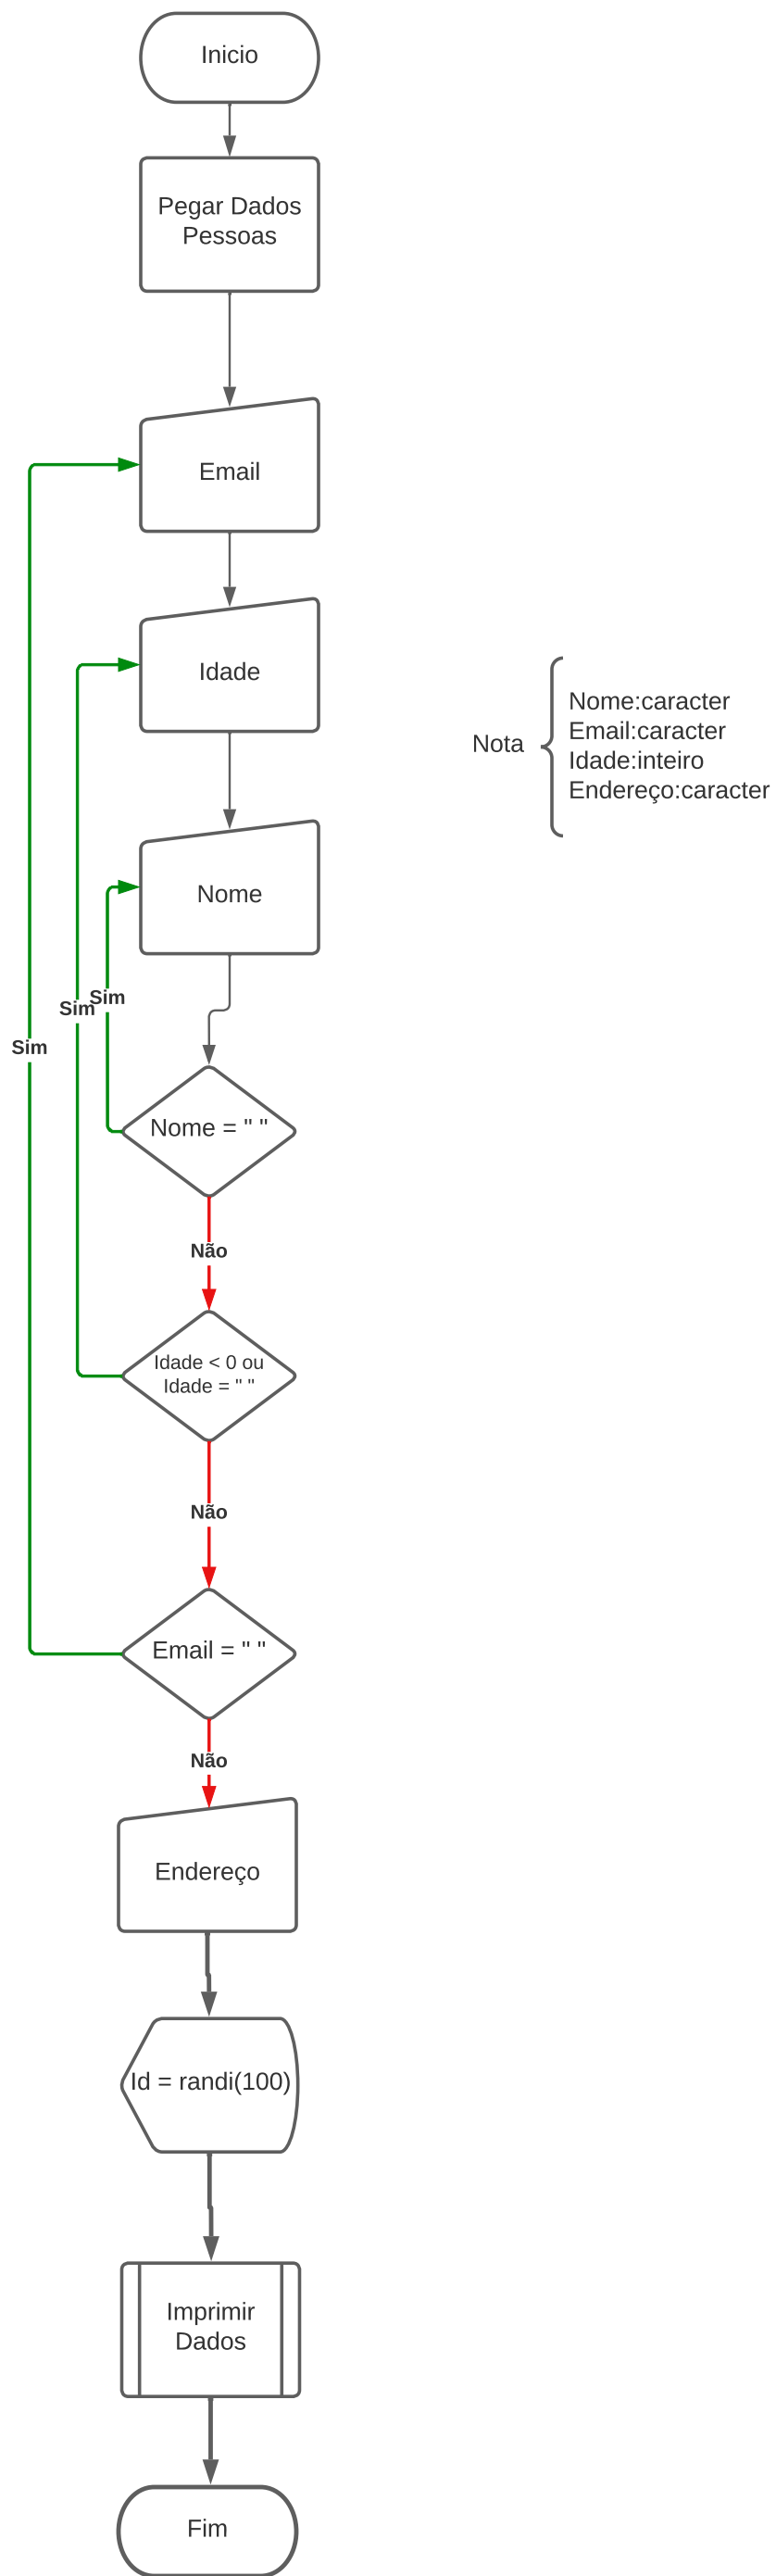 Inicio
Pegar Dados
Pessoas
Email
Idade
Nota
Nome:caracter
Email:caracter
Idade:inteiro
Endereço:caracter
Nome
Sim
Sim
Sim
Nome = " "
Não
Idade < 0 ou
Idade = " "
Não
Email = " "
Não
Endereço
Id = randi(100)
Imprimir
Dados
Fim